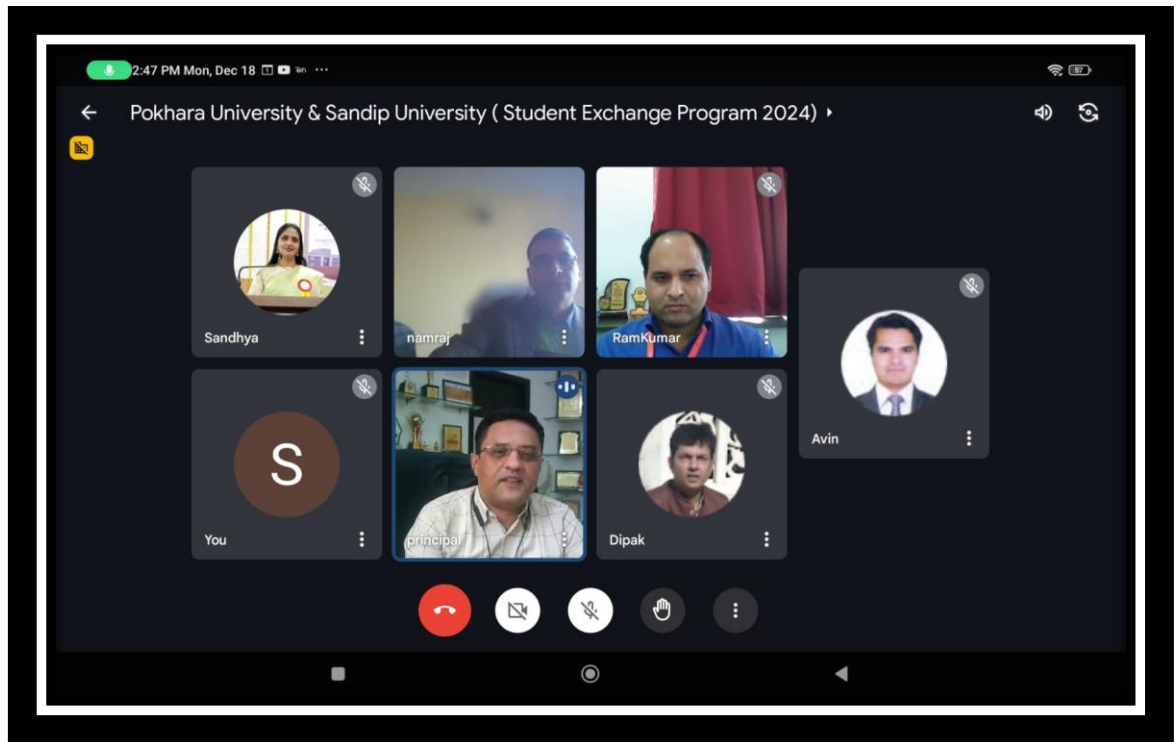 2:47 PM Mon, Dec 18
57
Pokhara University & Sandip University ( Student Exchange Program 2024)
Sandhya
namraj
RamKumar
Avin
S
You
principal
Dipak